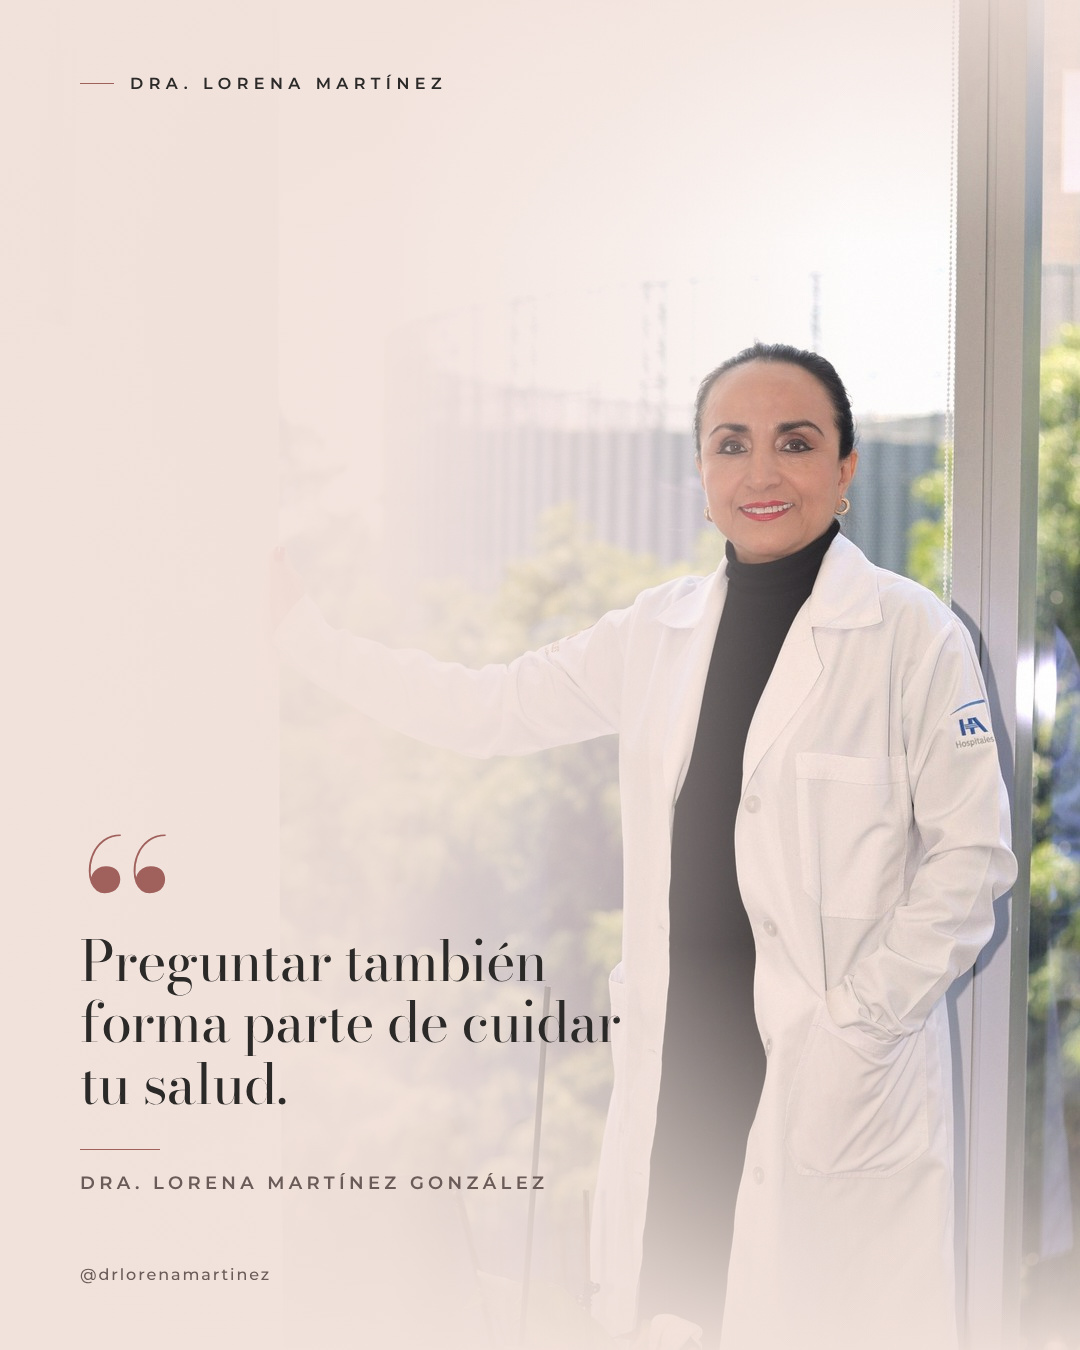 DRA. LORENA MARTÍNEZ
HA
Hospitales
“
Preguntar también
forma parte de cuidar
tu salud.
DRA. LORENA MARTÍNEZ GONZÁLEZ
@drlorenamartinez